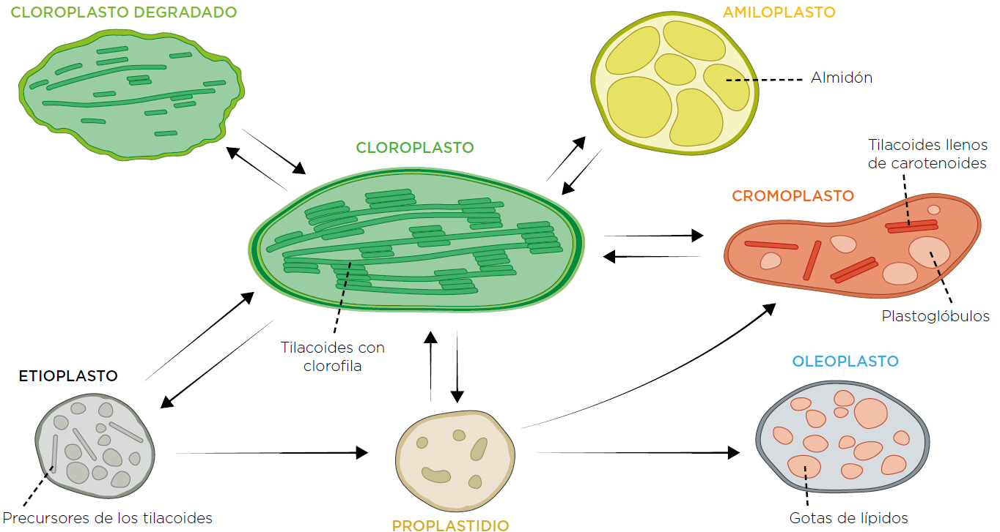 CLOROPLASTO DEGRADADO
AMILOPLASTO
Almidón
CLOROPLASTO
Tilacoides llenos
de carotenoides
CROMOPLASTO
Plastoglóbulos
Tilacoides con
clorofila
OLEOPLASTO
ETIOPLASTO
Precursores de los tilacoides
PROPLASTIDIO
Gotas de lípidos